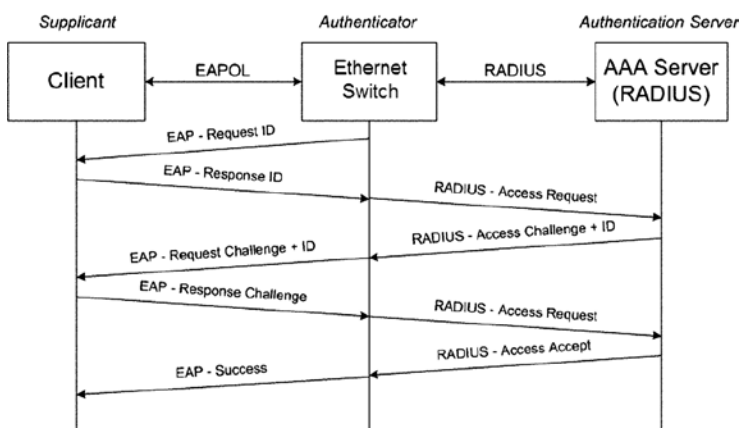 Supplicant
Authenticator
Authentication Server
Client
EAPOL
Ethernet
Switch
RADIUS
AAA Server
(RADIUS)
EAP - Request ID
EAP - Response ID
RADIUS - Access Request
RADIUS - Access Challenge + ID
EAP - Request Challenge + ID
EAP - Response Challenge
RADIUS - Access Request
RADIUS - Access Accept
EAP - Success